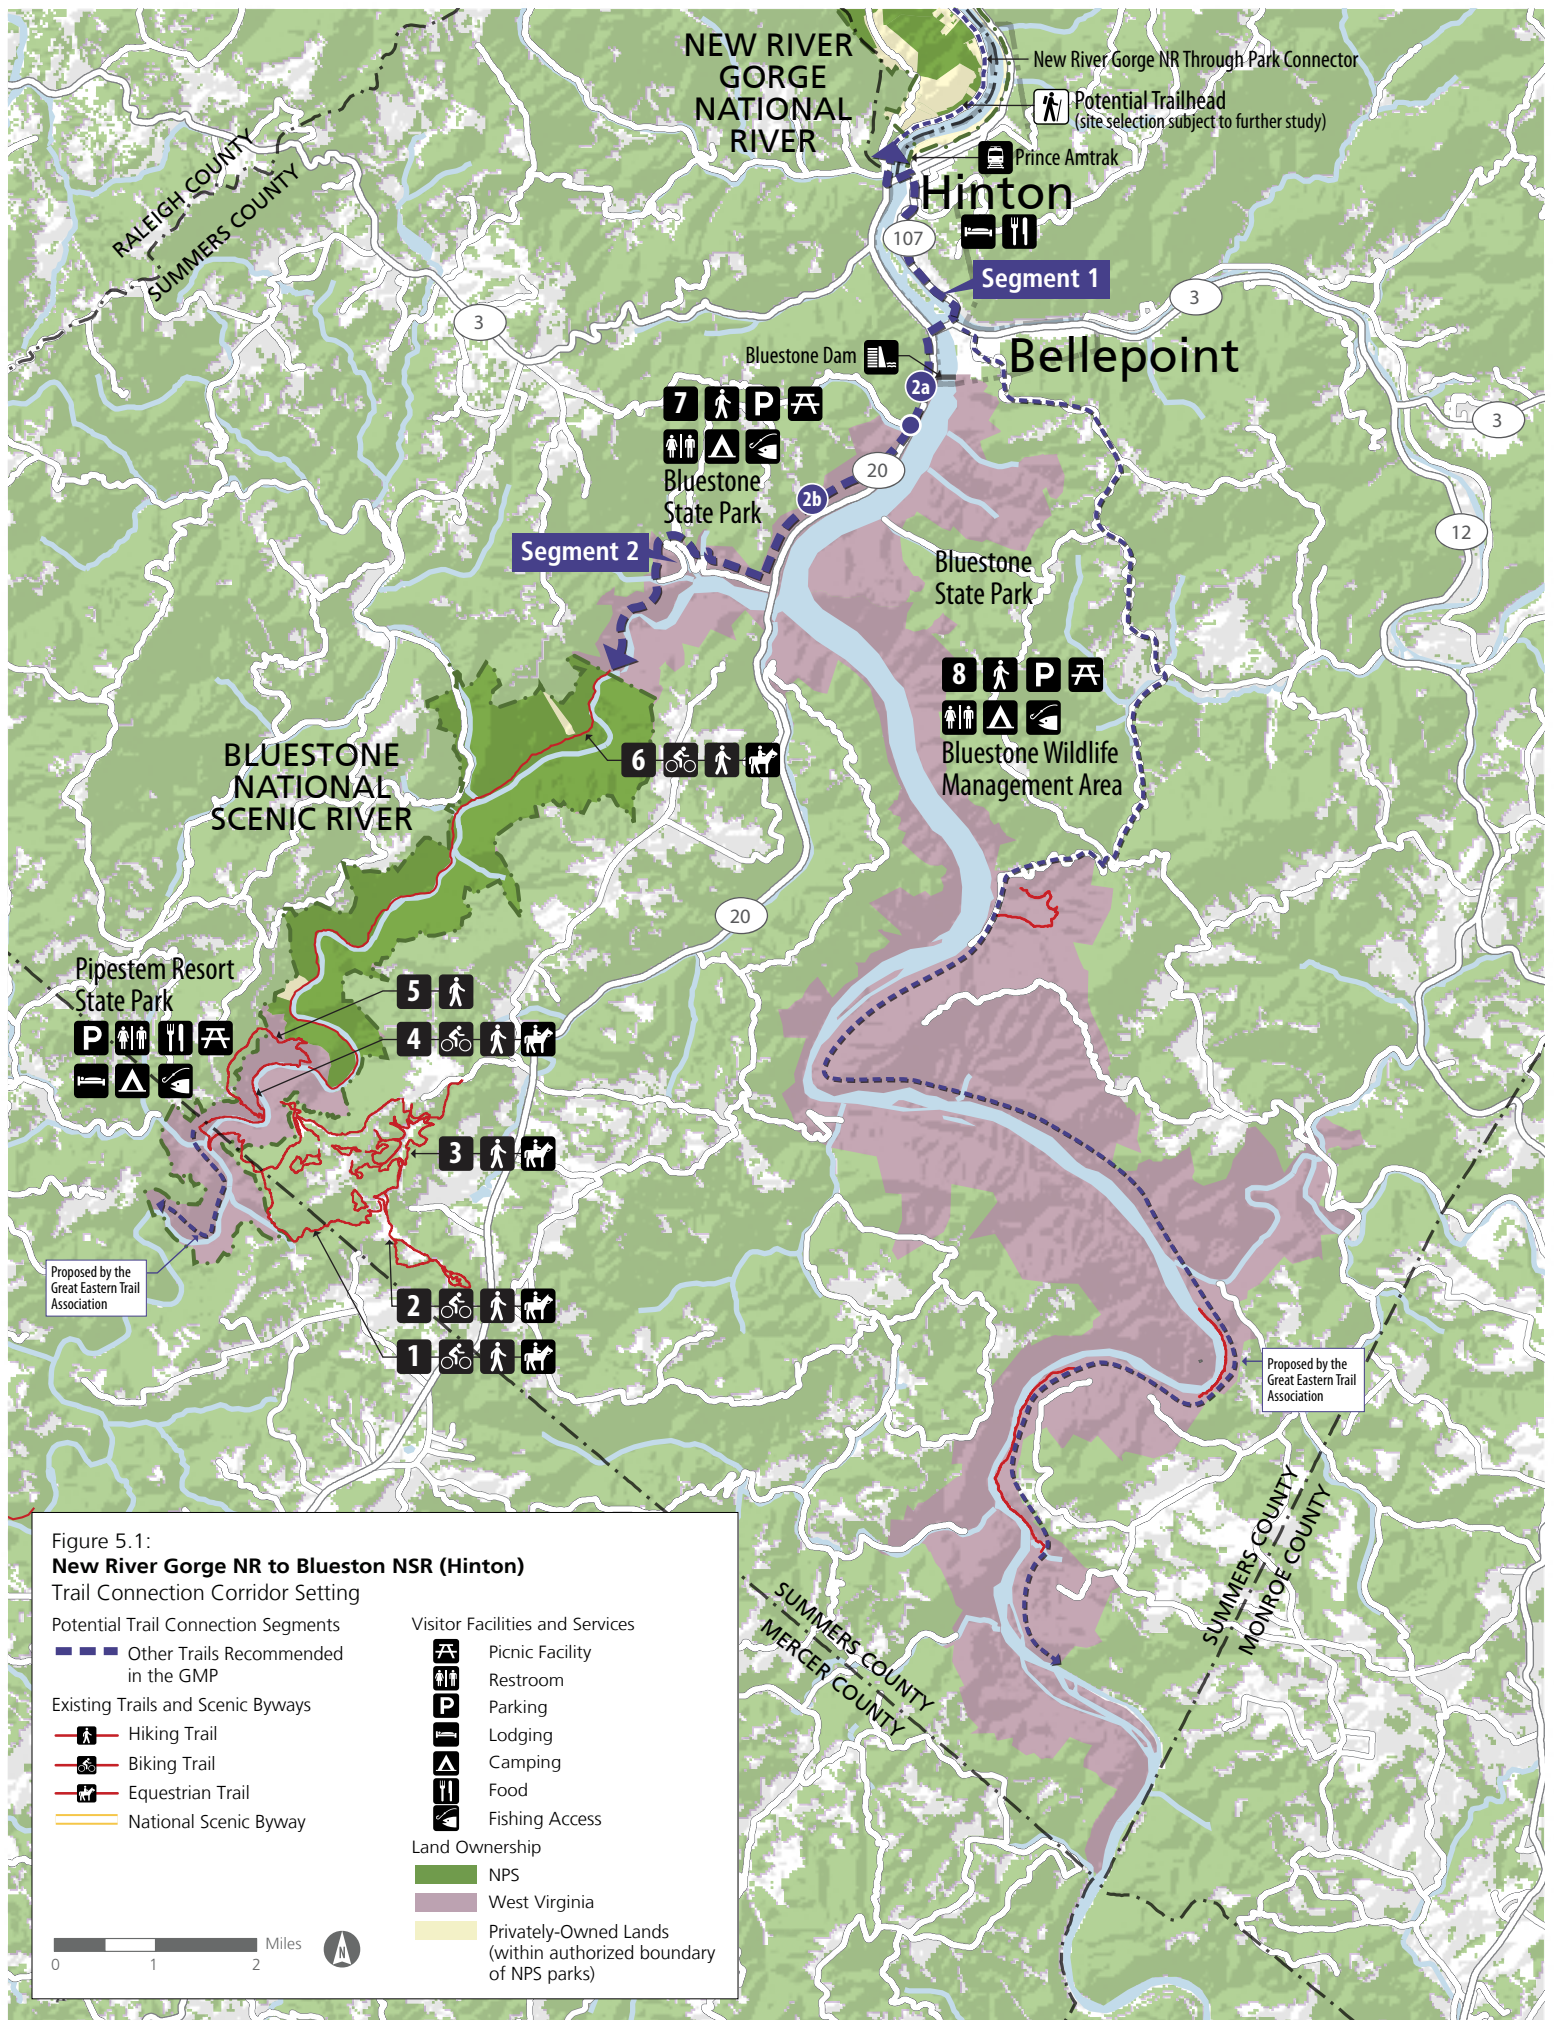 NEW RIVER
GORGE
NATIONAL
RIVER
New River Gorge NR Through Park Connector
Potential Trailhead
(site selection subject to further study)
Prince Amtrak
Hinton
107
Segment 1
RALEIGH COUNTY
SUMMERS COUNTY
3
3
Bluestone Dam
Bellepoint
2a
3
7 P
20
Bluestone
State Park
2b
12
Segment 2
Bluestone
State Park
8 P
Bluestone Wildlife
Management Area
BLUESTONE
NATIONAL
SCENIC RIVER
6
20
Pipestem Resort
State Park
P
5
4
3
Proposed by the
Great Eastern Trail
Association
2
1
Proposed by the
Great Eastern Trail
Association
SUMMERS COUNTY
MONROE COUNTY
SUMMERS COUNTY
MERCER COUNTY
Figure 5.1:
New River Gorge NR to Blueston NSR (Hinton)
Trail Connection Corridor Setting
Potential Trail Connection Segments
Other Trails Recommended
in the GMP
Existing Trails and Scenic Byways
Hiking Trail
Biking Trail
Equestrian Trail
National Scenic Byway
Visitor Facilities and Services
Picnic Facility
Restroom
P Parking
Lodging
Camping
Food
Fishing Access
Land Ownership
NPS
West Virginia
Privately-Owned Lands
(within authorized boundary
of NPS parks)
Miles
0 1 2
N